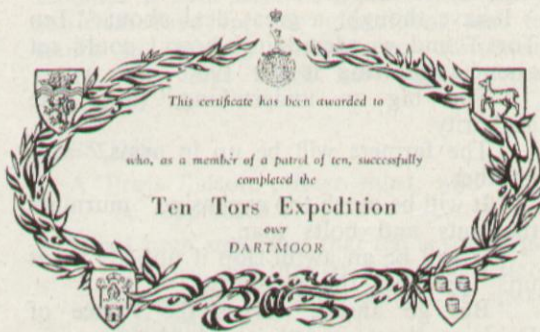 This certificate has been awarded to
who, as a member of a patrol of ten, successfully
completed the
Ten Tors Expedition
over
DARTMOOR